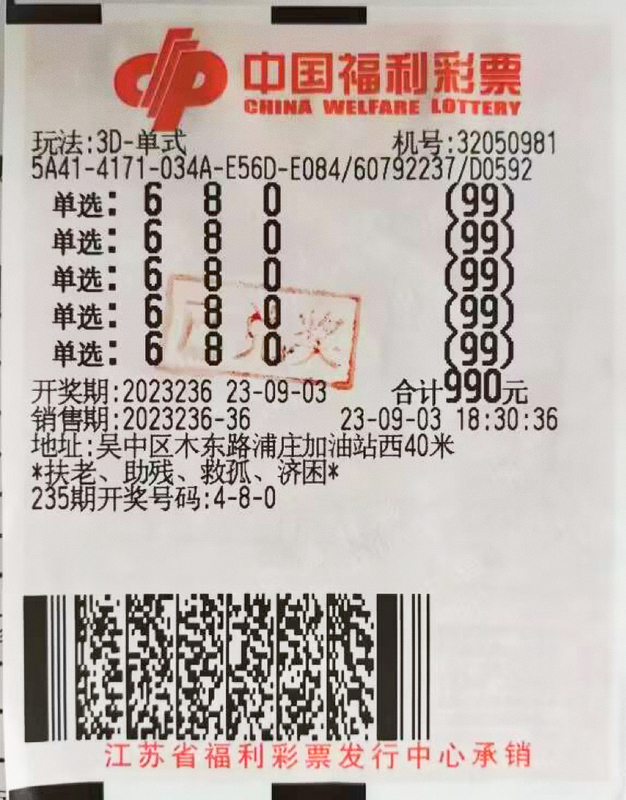 中国福利彩票
CHINA WELFARE LOTTERY
玩法:3D-单式 机号:32050981
5A41-4171-034A-E56D-E084/60792237/D0592
单选: 6 8 0 (99)
单选: 6 8 0 (99)
单选: 6 8 0 (99)
单选: 6 8 0 (99)
单选: 6 8 0 (99)
开奖期:2023236 23-09-03 合计990元
销售期:2023236-36 23-09-03 18:30:36
地址:吴中区木东路浦庄加油站西40米
*扶老、助残、救孤、济困*
235期开奖号码:4-8-0
江苏省福利彩票发行中心承销